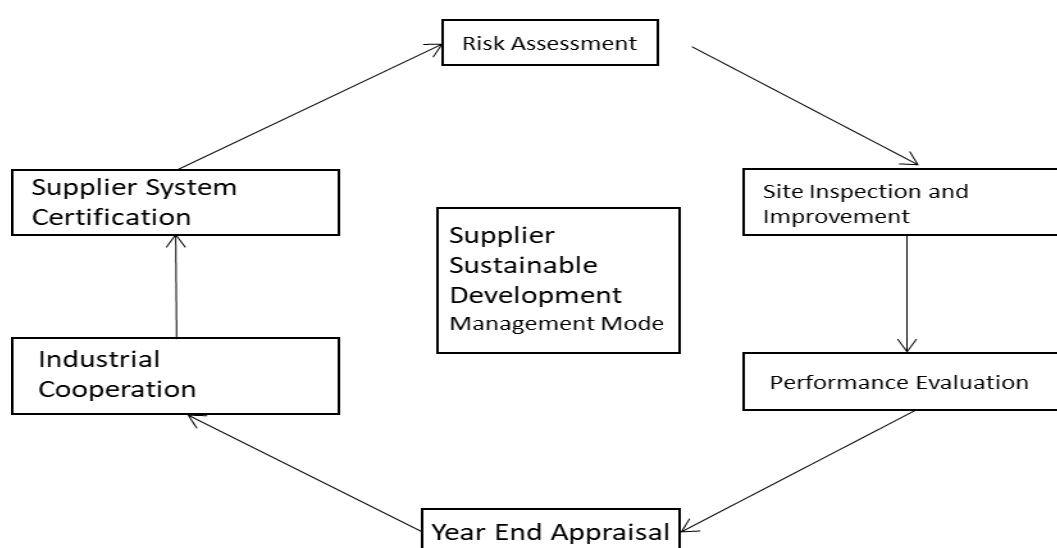 Risk Assessment
Supplier System
Certification
Site Inspection and
Improvement
Supplier
Sustainable
Development
Management Mode
Industrial
Cooperation
Performance Evaluation
Year End Appraisal